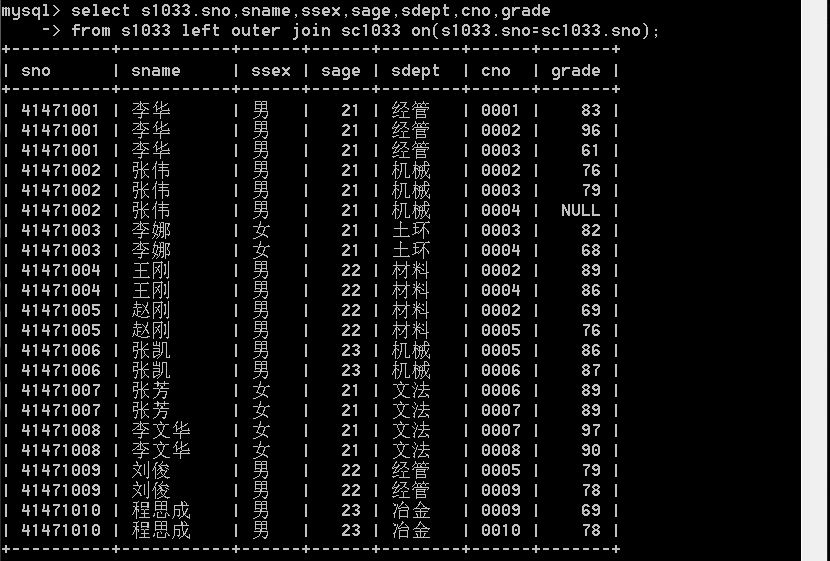 mysql> select s1033.sno,sname,ssex,sage,sdept,cno,grade
    -> from s1033 left outer join sc1033 on(s1033.sno=sc1033.sno);
+----------+-----------+------+------+--------+------+-------+
| sno      | sname     | ssex | sage | sdept  | cno  | grade |
+----------+-----------+------+------+--------+------+-------+
| 41471001 | 李华      | 男   |   21 | 经管   | 0001 |    83 |
| 41471001 | 李华      | 男   |   21 | 经管   | 0002 |    96 |
| 41471001 | 李华      | 男   |   21 | 经管   | 0003 |    61 |
| 41471002 | 张伟      | 男   |   21 | 机械   | 0002 |    76 |
| 41471002 | 张伟      | 男   |   21 | 机械   | 0003 |    79 |
| 41471002 | 张伟      | 男   |   21 | 机械   | 0004 |  NULL |
| 41471003 | 李娜      | 女   |   21 | 土环   | 0003 |    82 |
| 41471003 | 李娜      | 女   |   21 | 土环   | 0004 |    68 |
| 41471004 | 王刚      | 男   |   22 | 材料   | 0002 |    89 |
| 41471004 | 王刚      | 男   |   22 | 材料   | 0004 |    86 |
| 41471005 | 赵刚      | 男   |   22 | 材料   | 0002 |    69 |
| 41471005 | 赵刚      | 男   |   22 | 材料   | 0005 |    76 |
| 41471006 | 张凯      | 男   |   23 | 机械   | 0005 |    86 |
| 41471006 | 张凯      | 男   |   23 | 机械   | 0006 |    87 |
| 41471007 | 张芳      | 女   |   21 | 文法   | 0006 |    89 |
| 41471007 | 张芳      | 女   |   21 | 文法   | 0007 |    89 |
| 41471008 | 李文华    | 女   |   21 | 文法   | 0007 |    97 |
| 41471008 | 李文华    | 女   |   21 | 文法   | 0008 |    90 |
| 41471009 | 刘俊      | 男   |   22 | 经管   | 0005 |    79 |
| 41471009 | 刘俊      | 男   |   22 | 经管   | 0009 |    78 |
| 41471010 | 程思成    | 男   |   23 | 冶金   | 0009 |    69 |
| 41471010 | 程思成    | 男   |   23 | 冶金   | 0010 |    78 |
+----------+-----------+------+------+--------+------+-------+